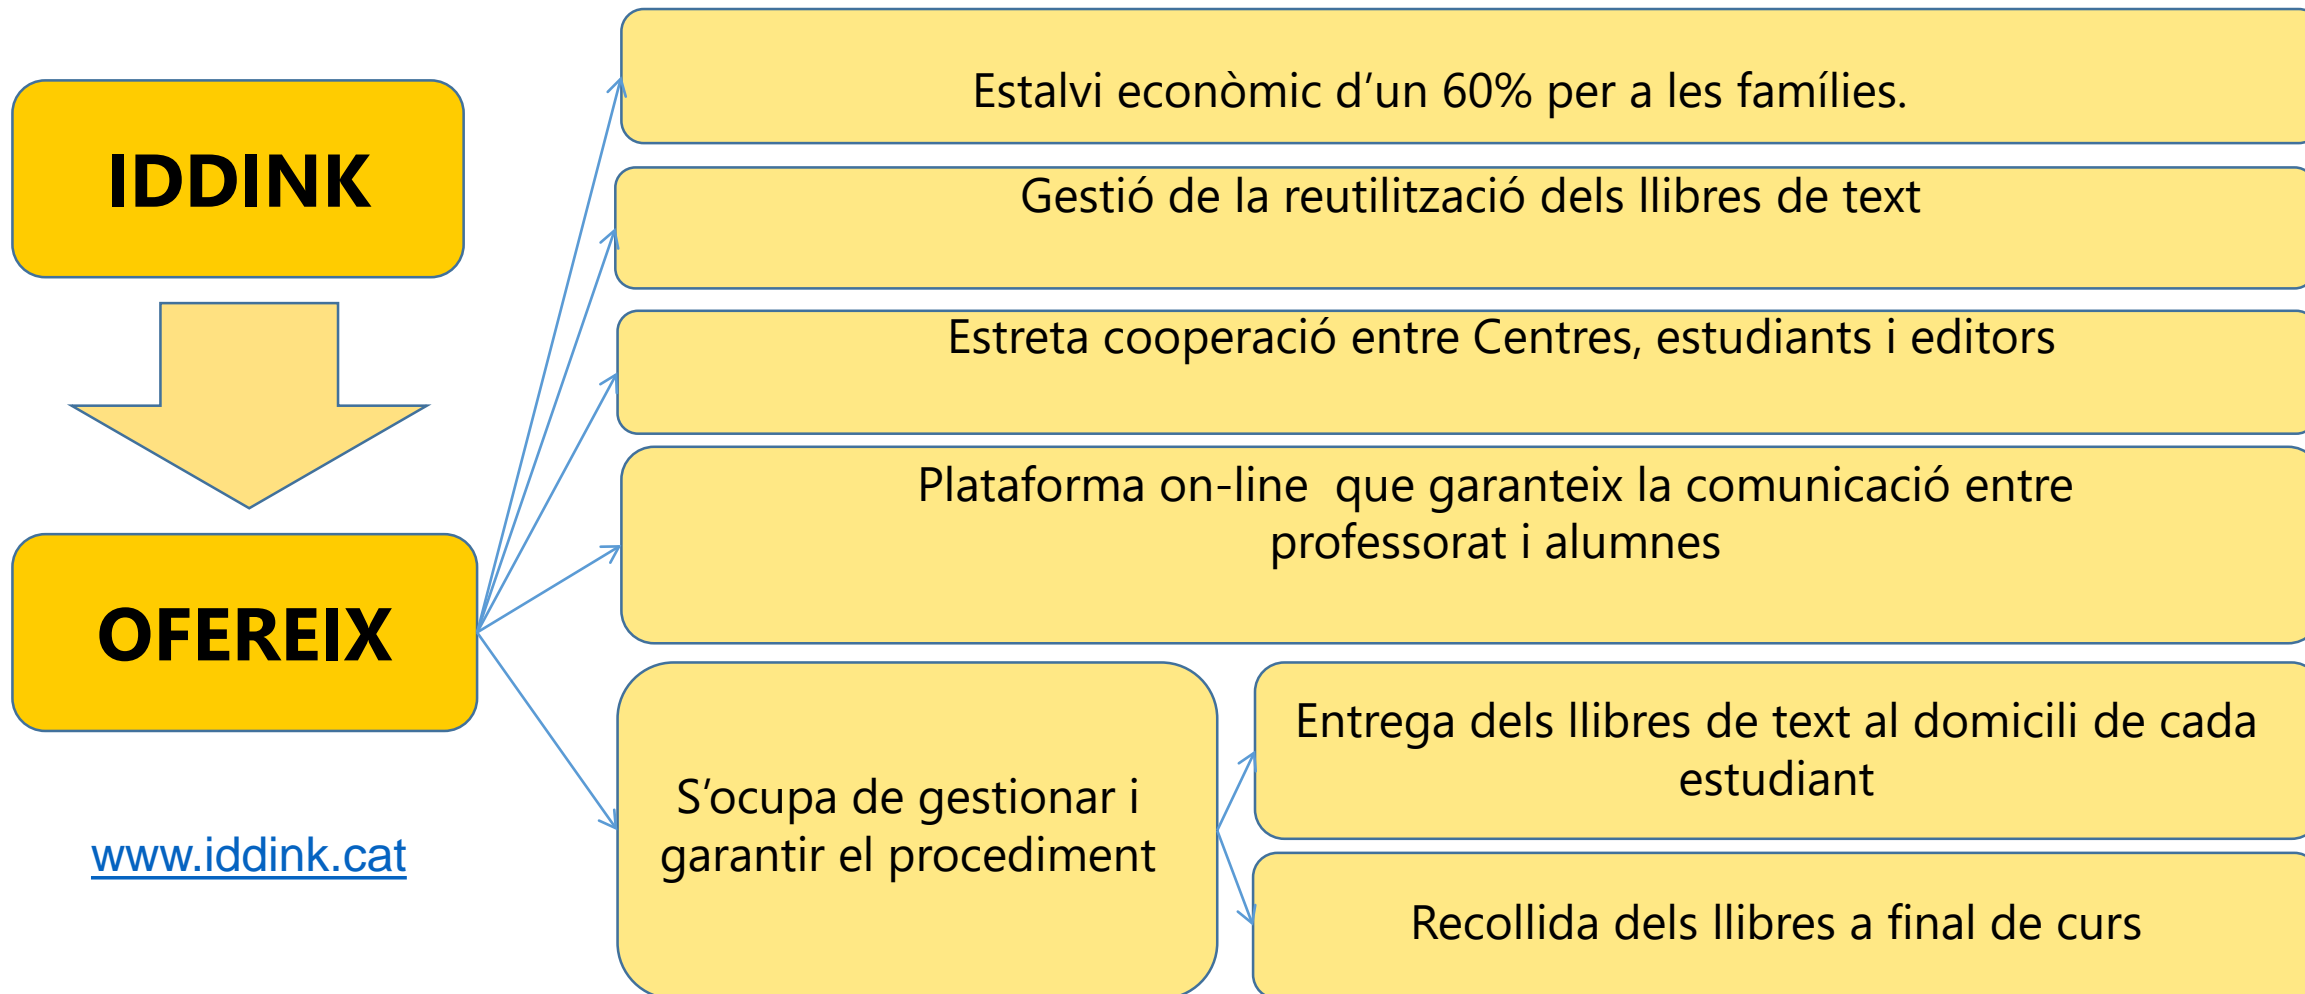 IDDINK
OFEREIX
www.iddink.cat
Estalvi econòmic d’un 60% per a les famílies.
Gestió de la reutilització dels llibres de text
Estreta cooperació entre Centres, estudiants i editors
Plataforma on-line  que garanteix la comunicació entre
professorat i alumnes
S’ocupa de gestionar i
garantir el procediment
Entrega dels llibres de text al domicili de cada
estudiant
Recollida dels llibres a final de curs